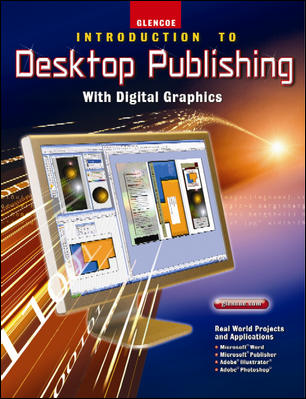 GLENCOE
INTRODUCTION TO
Desktop Publishing
With Digital Graphics
glencoe.com
Real World Projects
and Applications
• Microsoft® Word
• Microsoft® Publisher
• Adobe® Illustrator®
• Adobe® Photoshop®